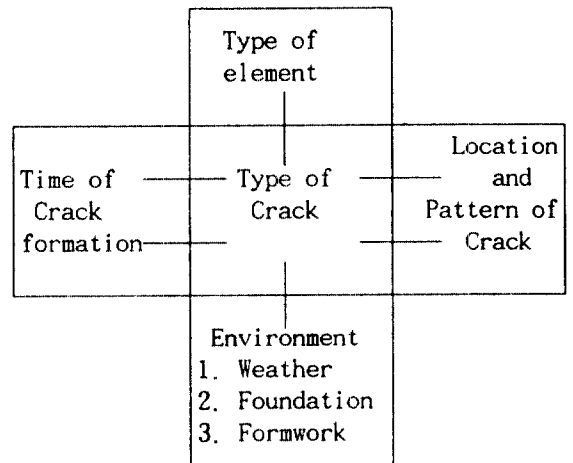 Type of
element
Time of
Crack
formation
Type of
Crack
Location
and
Pattern of
Crack
Environment
1. Weather
2. Foundation
3. Formwork